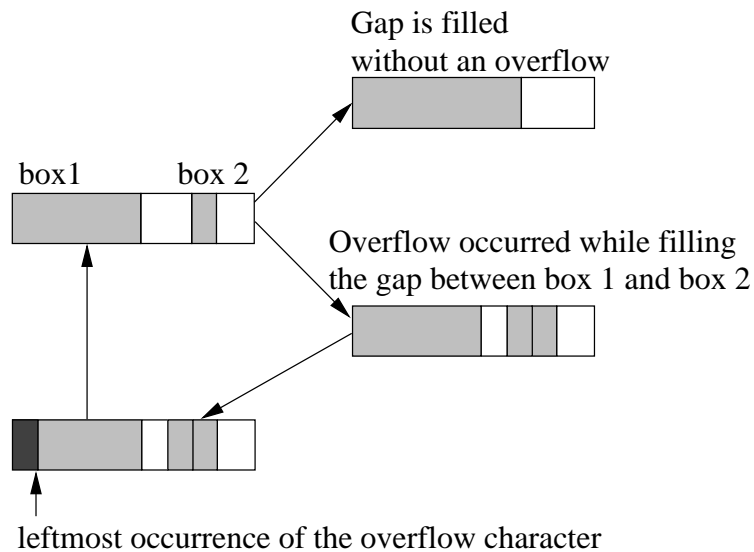 Gap is filled
without an overflow
box1
box 2
Overflow occurred while filling
the gap between box 1 and box 2
leftmost occurrence of the overflow character